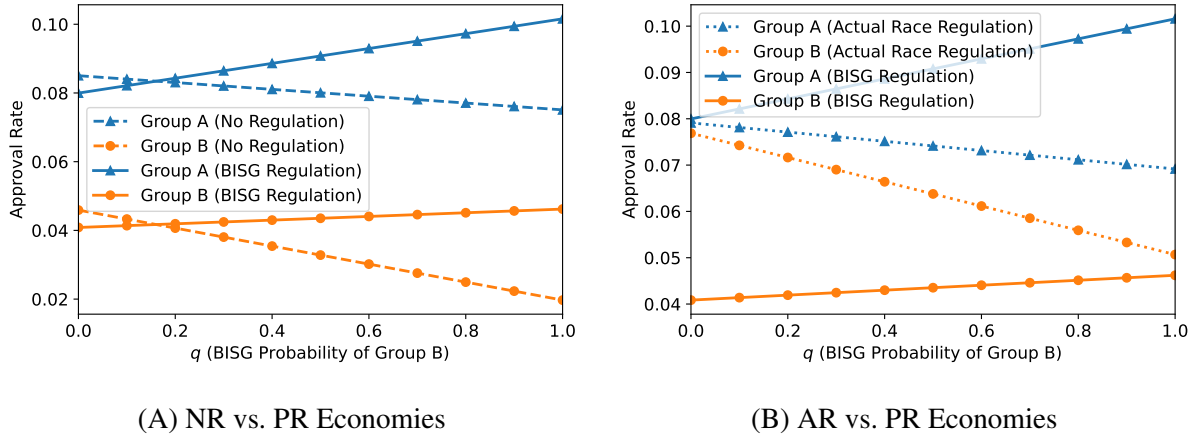 0.10
0.08
0.06
0.04
0.02
Approval Rate
Group A (No Regulation)
Group B (No Regulation)
Group A (BISG Regulation)
Group B (BISG Regulation)
0.0 0.2 0.4 0.6 0.8 1.0
q (BISG Probability of Group B)
(A) NR vs. PR Economies
0.10
0.09
0.08
0.07
0.06
0.05
0.04
Approval Rate
Group A (Actual Race Regulation)
Group B (Actual Race Regulation)
Group A (BISG Regulation)
Group B (BISG Regulation)
0.0 0.2 0.4 0.6 0.8 1.0
q (BISG Probability of Group B)
(B) AR vs. PR Economies